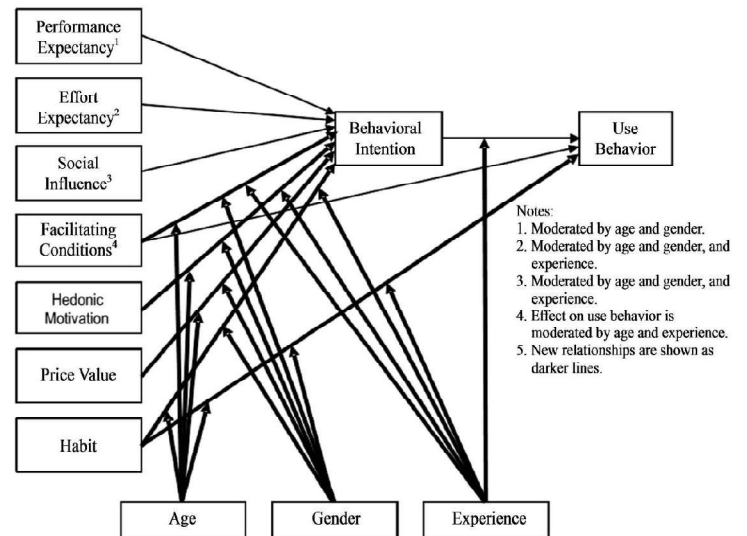 Performance
Expectancy1
Effort
Expectancy2
Social
Influence3
Facilitating
Conditions4
Hedonic
Motivation
Price Value
Habit
Behavioral
Intention
Use
Behavior
Notes:
1. Moderated by age and gender.
2. Moderated by age and gender, and
experience.
3. Moderated by age and gender, and
experience.
4. Effect on use behavior is
moderated by age and experience.
5. New relationships are shown as
darker lines.
Age
Gender
Experience